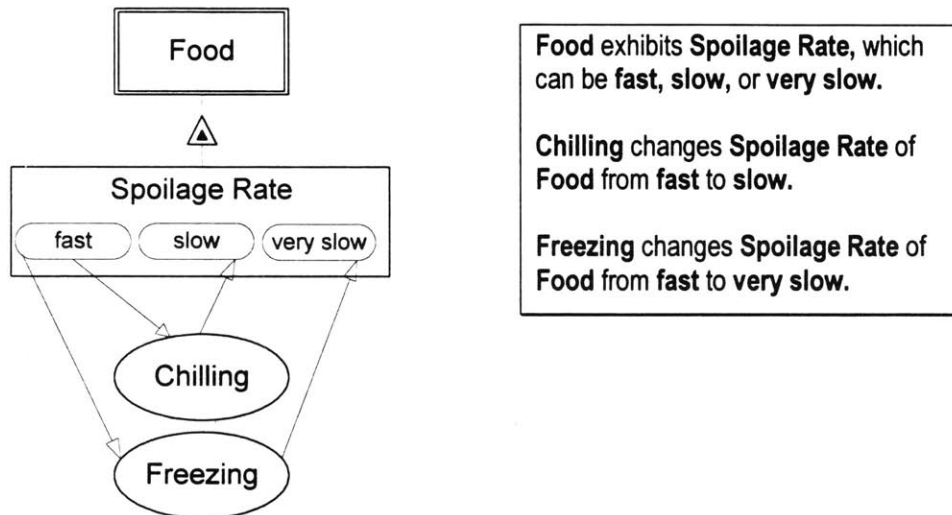 Food
Spoilage Rate
fast slow very slow
Chilling
Freezing
Food exhibits Spoilage Rate, which
can be fast, slow, or very slow.
Chilling changes Spoilage Rate of
Food from fast to slow.
Freezing changes Spoilage Rate of
Food from fast to very slow.